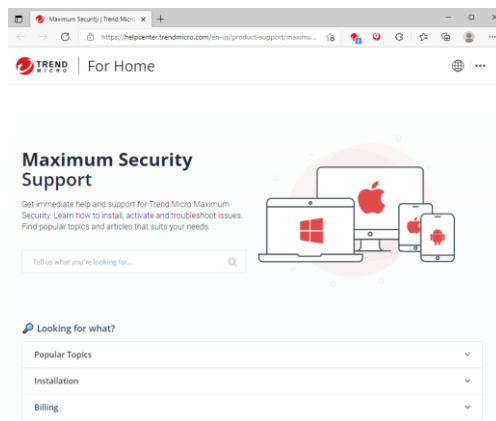 Maximum Security | Trend Micro
https://helpcenter.trendmicro.com/en-us/product-support/maximu...
TREND MICRO
For Home
Maximum Security
Support
Get immediate help and support for Trend Micro Maximum
Security. Learn how to install, activate and troubleshoot issues.
Find popular topics and articles that suits your needs.
Tell us what you're looking for...
Looking for what?
Popular Topics
Installation
Billing